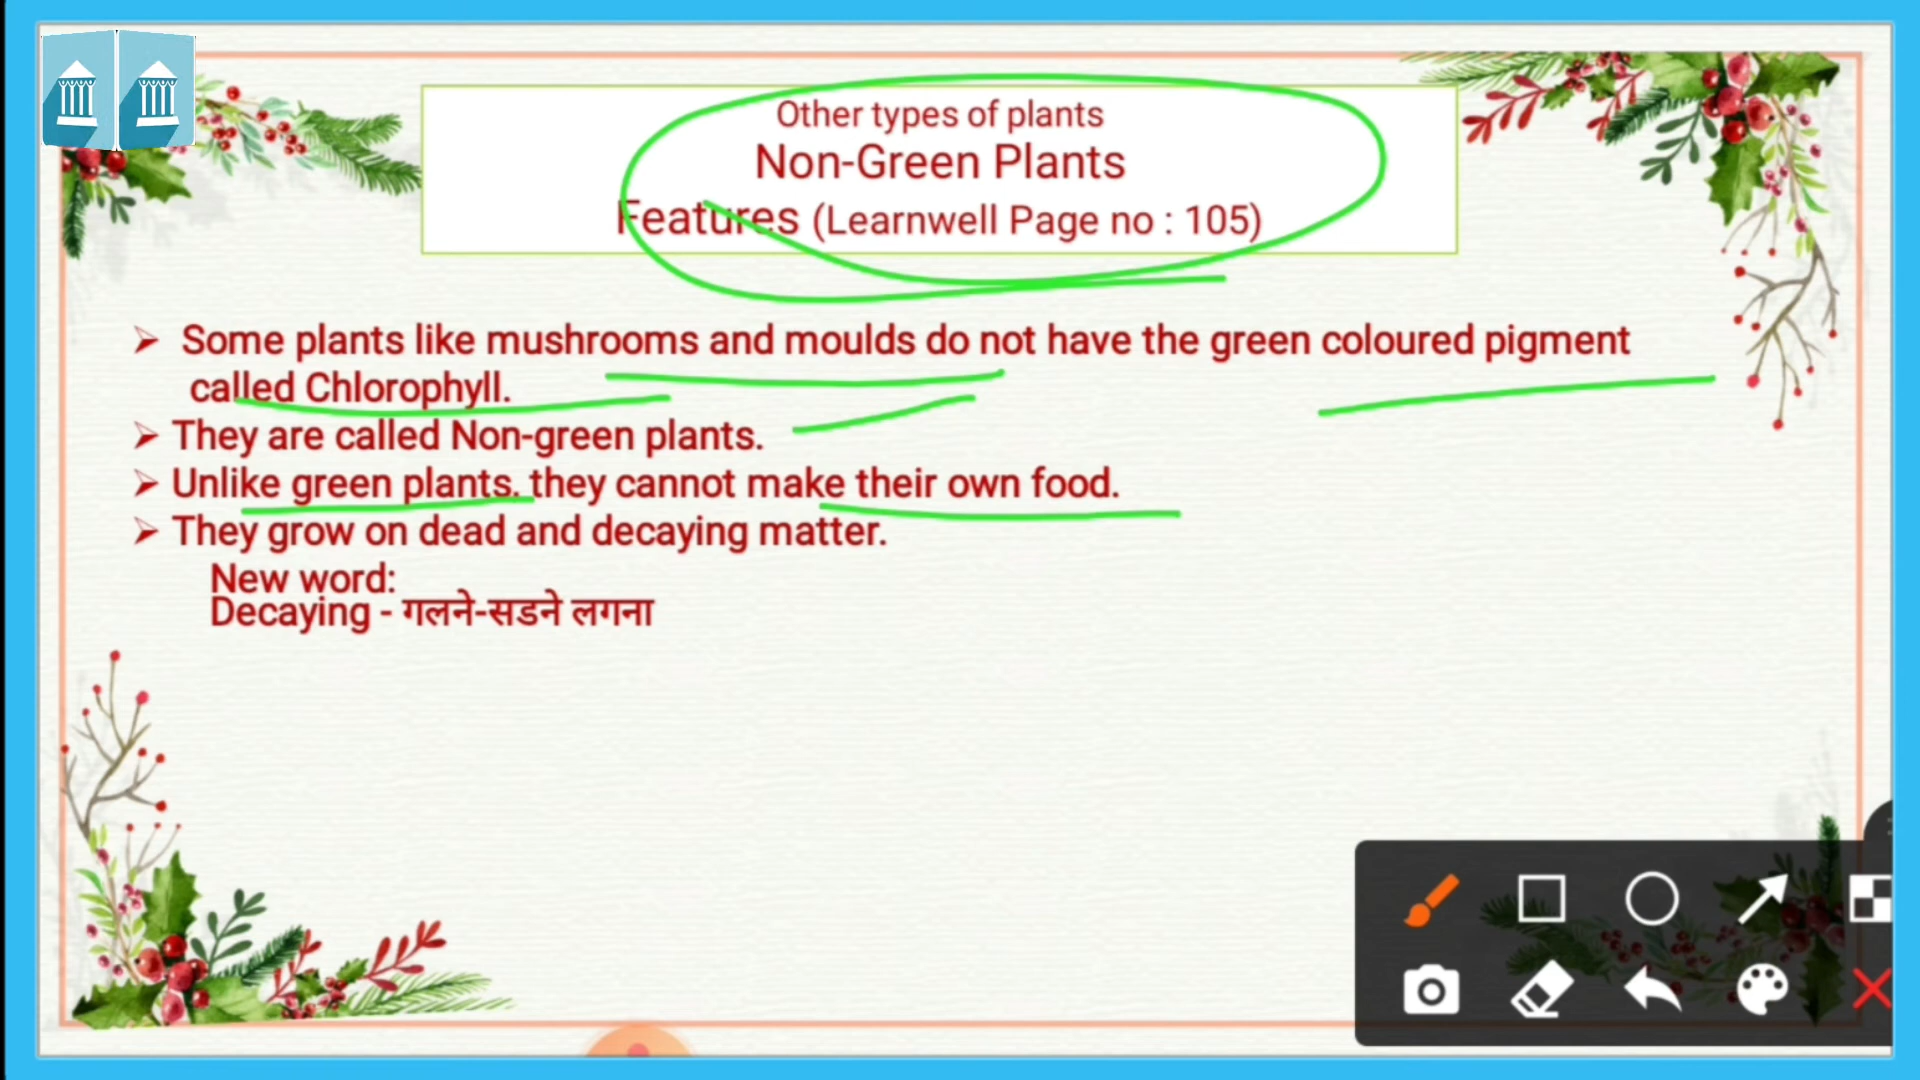 Other types of plants
Non-Green Plants
Features (Learnwell Page no : 105)
➢ Some plants like mushrooms and moulds do not have the green coloured pigment
called Chlorophyll.
➢ They are called Non-green plants.
➢ Unlike green plants. they cannot make their own food.
➢ They grow on dead and decaying matter.
New word:
Decaying - गलने-सडने लगना